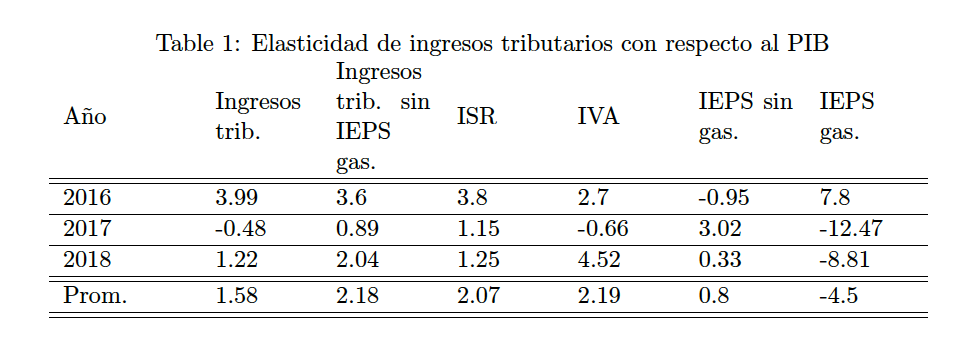 Table 1: Elasticidad de ingresos tributarios con respecto al PIB
Año
Ingresos
trib.
Ingresos
trib. sin
IEPS
gas.
ISR
IVA
IEPS sin
gas.
IEPS
gas.
2016 3.99 3.6 3.8 2.7 -0.95 7.8
2017 -0.48 0.89 1.15 -0.66 3.02 -12.47
2018 1.22 2.04 1.25 4.52 0.33 -8.81
Prom. 1.58 2.18 2.07 2.19 0.8 -4.5